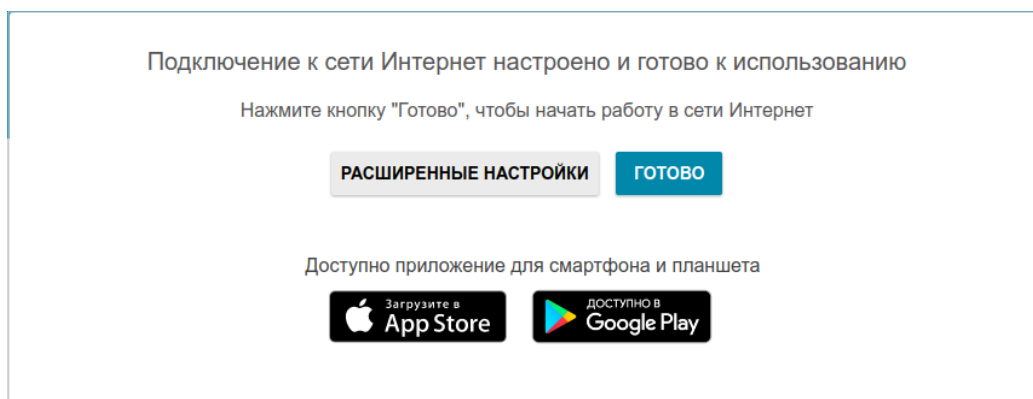 Подключение к сети Интернет настроено и готово к использованию
Нажмите кнопку "Готово", чтобы начать работу в сети Интернет
РАСШИРЕННЫЕ НАСТРОЙКИ ГОТОВО
Доступно приложение для смартфона и планшета
Загрузите в
App Store
ДОСТУПНО В
Google Play